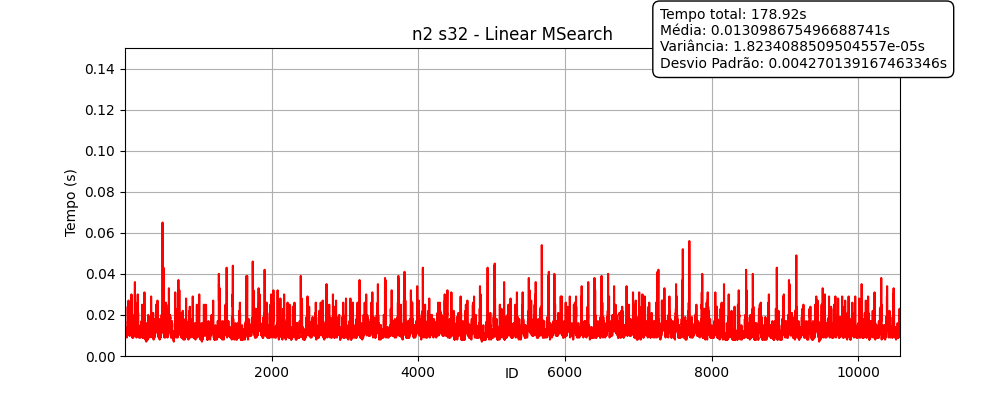 Tempo total: 178.92s
Média: 0.013098675496688741s
Variância: 1.8234088509504557e-05s
Desvio Padrão: 0.004270139167463346s
n2 s32 - Linear MSearch
0.14
0.12
0.10
0.08
0.06
0.04
0.02
0.00
Tempo (s)
2000
4000
6000
8000
10000
ID